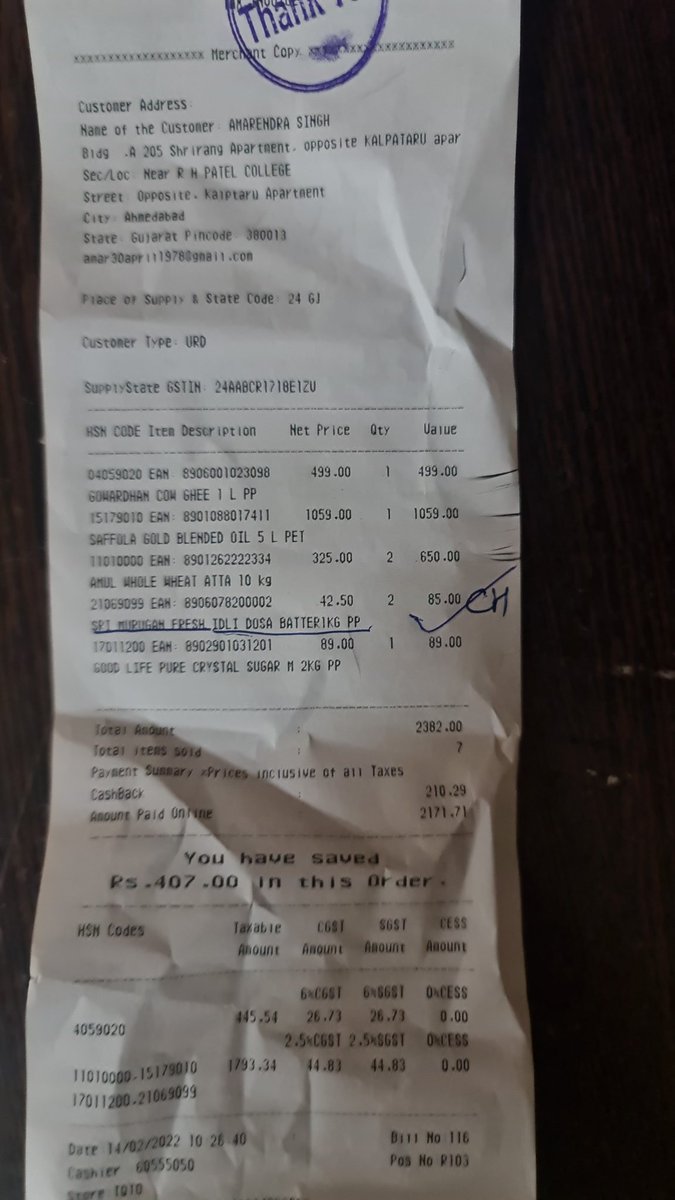 Thank
xxxxxxxxxxxxxxxxxxxx Merchant Copy xxxxxxxxxxxxxxxxxxxxxxx
Customer Address
Name of the Customer: AMARENDRA SINGH
Bldg .A 205 Shrirang Apartment, opposite KALPATARU apar
Sec/Loc: Near R H PATEL COLLEGE
Street: Opposite, Kalptaru Apartment
City: Ahmedabad
State: Gujarat Pincode: 380013
amar30april1978@gmail.com
Place of Supply & State Code: 24 GJ
Customer Type: URD
SupplyState GSTIN: 24AABCR1718E1ZU
HSN CODE Item Description Net Price Qty Value
04059020 EAN: 8906001023098 499.00 1 499.00
GOWARDHAN COW GHEE 1 L PP
15179010 EAN: 8901088017411 1059.00 1 1059.00
SAFFOLA GOLD BLENDED OIL 5 L PET
11010000 EAN: 8901262222334 325.00 2 650.00
AMUL WHOLE WHEAT ATTA 10 kg
21069099 EAN: 8906078200002 42.50 2 85.00 CH
SRI MURUGAN FRESH IDLI DOSA BATTER1KG PP
17011200 EAN: 8902901031201 89.00 1 89.00
GOOD LIFE PURE CRYSTAL SUGAR M 2KG PP
Total Amount : 2382.00
Total items sold : 7
Payment Summary *Prices inclusive of all Taxes
CashBack : 210.29
Amount Paid Online : 2171.71
You have saved
Rs.407.00 in this Order.
HSN Codes Taxable CGST SGST CESS
Amount Amount Amount Amount
6%CGST 6%SGST 0%CESS
4059020 445.54 26.73 26.73 0.00
2.5%CGST 2.5%SGST 0%CESS
11010000,15179010 1793.34 44.83 44.83 0.00
17011200,21069099
Date 14/02/2022 10:26:40 Bill No 116
Cashier 60555050 Pos No R103
Store